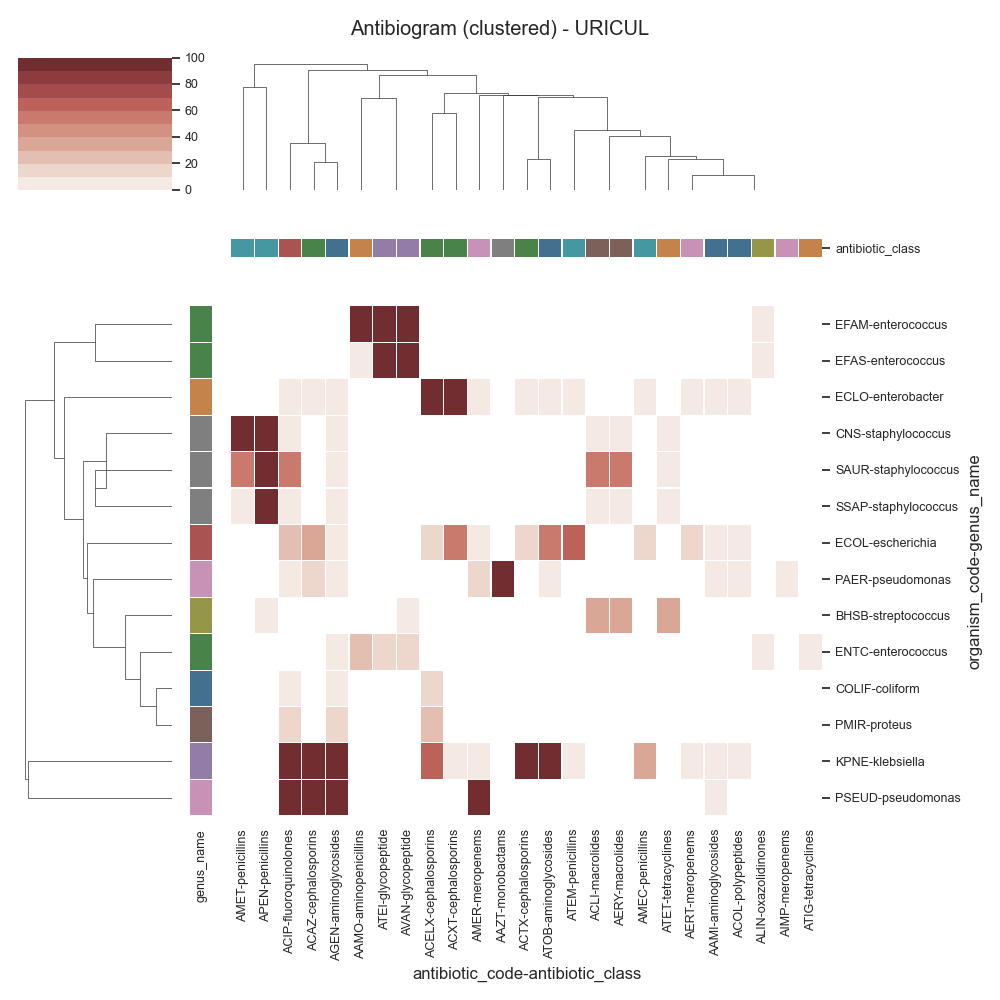 Antibiogram (clustered) - URICUL
100
80
60
40
20
0
antibiotic_class
EFAM-enterococcus
EFAS-enterococcus
ECLO-enterobacter
CNS-staphylococcus
SAUR-staphylococcus
SSAP-staphylococcus
ECOL-escherichia
PAER-pseudomonas
BHSB-streptococcus
ENTC-enterococcus
COLIF-coliform
PMIR-proteus
KPNE-klebsiella
PSEUD-pseudomonas
organism_code-genus_name
genus_name
AMET-penicillins
APEN-penicillins
ACIP-fluoroquinolones
ACAZ-cephalosporins
AGEN-aminoglycosides
AAMO-aminopenicillins
ATEI-glycopeptide
AVAN-glycopeptide
ACELX-cephalosporins
ACXT-cephalosporins
AMER-meropenems
AAZT-monobactams
ACTX-cephalosporins
ATOB-aminoglycosides
ATEM-penicillins
ACLI-macrolides
AERY-macrolides
AMEC-penicillins
ATET-tetracyclines
AERT-meropenems
AAMI-aminoglycosides
ACOL-polypeptides
ALIN-oxazolidinones
AIMP-meropenems
ATIG-tetracyclines
antibiotic_code-antibiotic_class